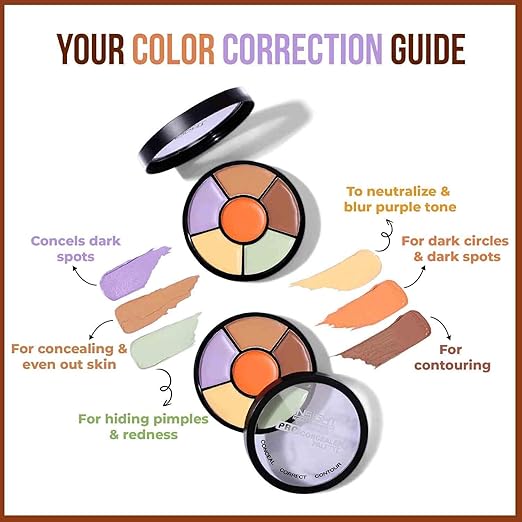 YOUR COLOR CORRECTION GUIDE
To neutralize &
blur purple tone
Concels dark
spots
For dark circles
& dark spots
For concealing &
even out skin
For
contouring
For hiding pimples
& redness
PRO CONCEALER
PALETTE
CONCEAL CORRECT CONTOUR